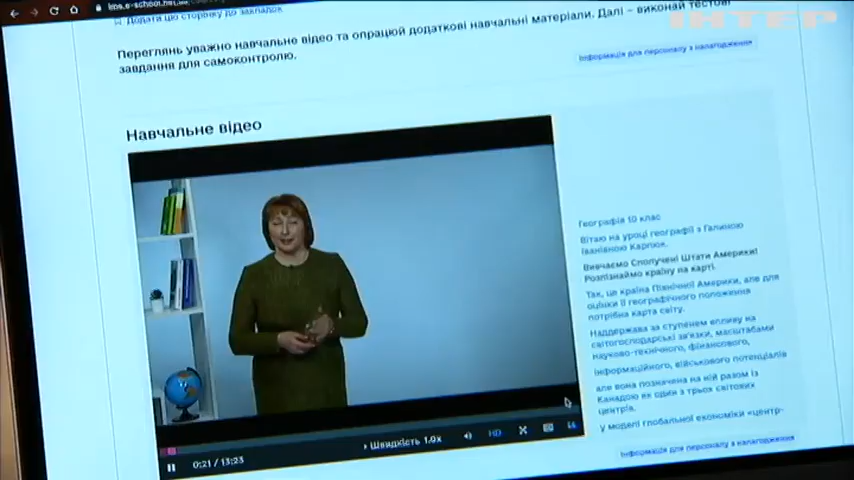 lms.e-school.net.ua
Додати цю сторінку до закладок
ІНТЕР
Переглянь уважно навчальне відео та опрацюй додаткові навчальні матеріали. Далі – виконай тестові
завдання для самоконтролю.
Інформація для персоналу з налагодження
Навчальне відео
Географія 10 клас
Вітаю на уроці географії з Галиною
Іванівною Карпюк.
Вивчаємо Сполучені Штати Америки!
Розпізнаймо країну на карті.
Так, це країна Північної Америки, але для
оцінки її географічного положення
потрібна карта світу.
Наддержава за ступенем впливу на
світогосподарські зв'язки, масштабами
науково-технічного, фінансового,
інформаційного, військового потенціалів
але вона позначена на ній разом із
Канадою як один з трьох світових
центрів.
у моделі глобальної економіки «центр-
Швидкість 1.0x
HD
0:21 / 13:23
Інформація для персоналу з налагодження